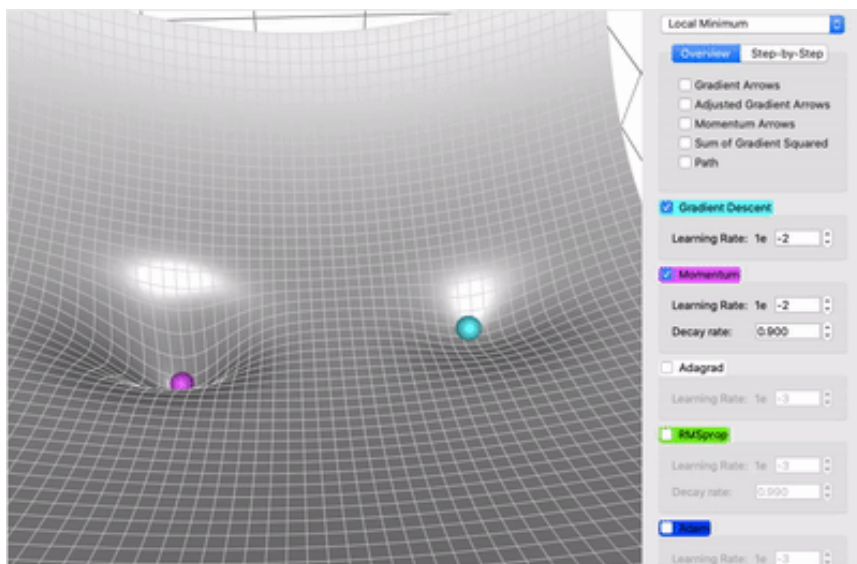 Local Minimum
Overview Step-by-Step
Gradient Arrows
Adjusted Gradient Arrows
Momentum Arrows
Sum of Gradient Squared
Path
Gradient Descent
Learning Rate: 1e -2
Momentum
Learning Rate: 1e -2
Decay rate: 0.900
Adagrad
Learning Rate: 1e -3
RMSprop
Learning Rate: 1e -3
Decay rate: 0.990
Adam
Learning Rate: 1e -3